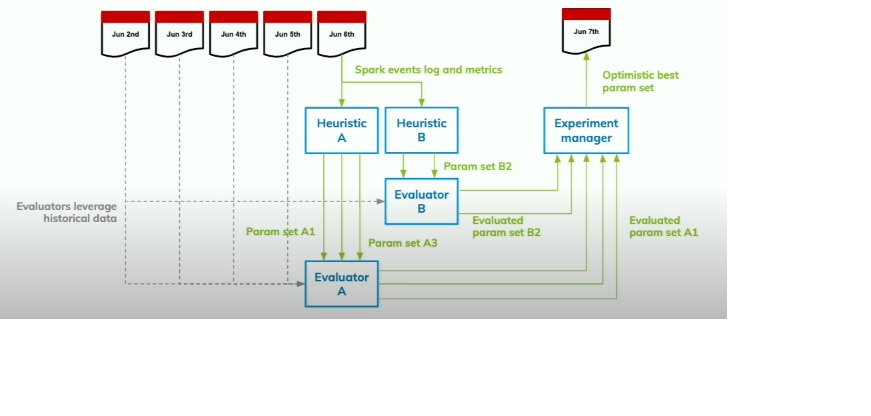 Jun 2nd
Jun 3rd
Jun 4th
Jun 5th
Jun 6th
Jun 7th
Spark events log and metrics
Optimistic best
param set
Heuristic
A
Heuristic
B
Experiment
manager
Param set B2
Evaluator
B
Evaluators leverage
historical data
Param set A1
Param set A3
Evaluated
param set B2
Evaluated
param set A1
Evaluator
A